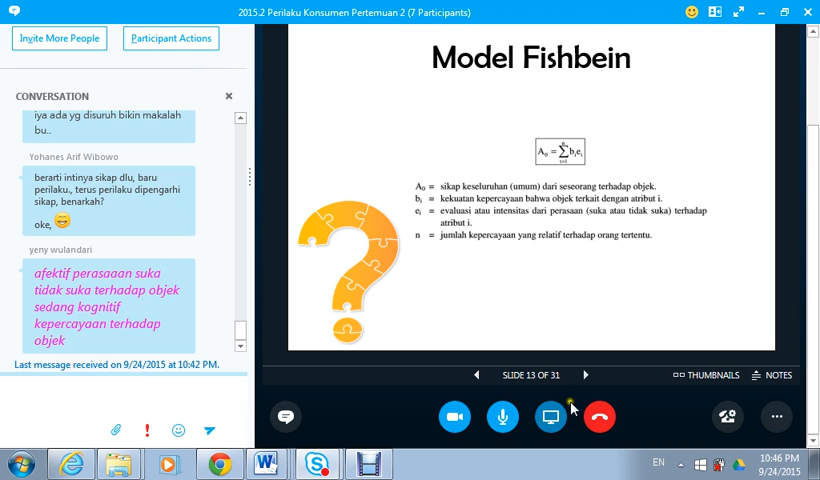 2015.2 Perilaku Konsumen Pertemuan 2 (7 Participants)
Invite More People
Participant Actions
CONVERSATION
iya ada yg disuruh bikin makalah
bu..
Yohanes Arif Wibowo
berarti intinya sikap dlu, baru
perilaku., terus perilaku dipengarhi
sikap, benarkah?
oke,
yeny wulandari
afektif perasaaan suka
tidak suka terhadap objek
sedang kognitif
kepercayaan terhadap
objek
Last message received on 9/24/2015 at 10:42 PM.
Model Fishbein
A₀ = ∑ⁿᵢ₌₁ bᵢeᵢ
A₀ = sikap keseluruhan (umum) dari seseorang terhadap objek.
bᵢ = kekuatan kepercayaan bahwa objek terkait dengan atribut i.
eᵢ = evaluasi atau intensitas dari perasaan (suka atau tidak suka) terhadap
atribut i.
n = jumlah kepercayaan yang relatif terhadap orang tertentu.
SLIDE 13 OF 31
THUMBNAILS
NOTES
EN
10:46 PM
9/24/2015